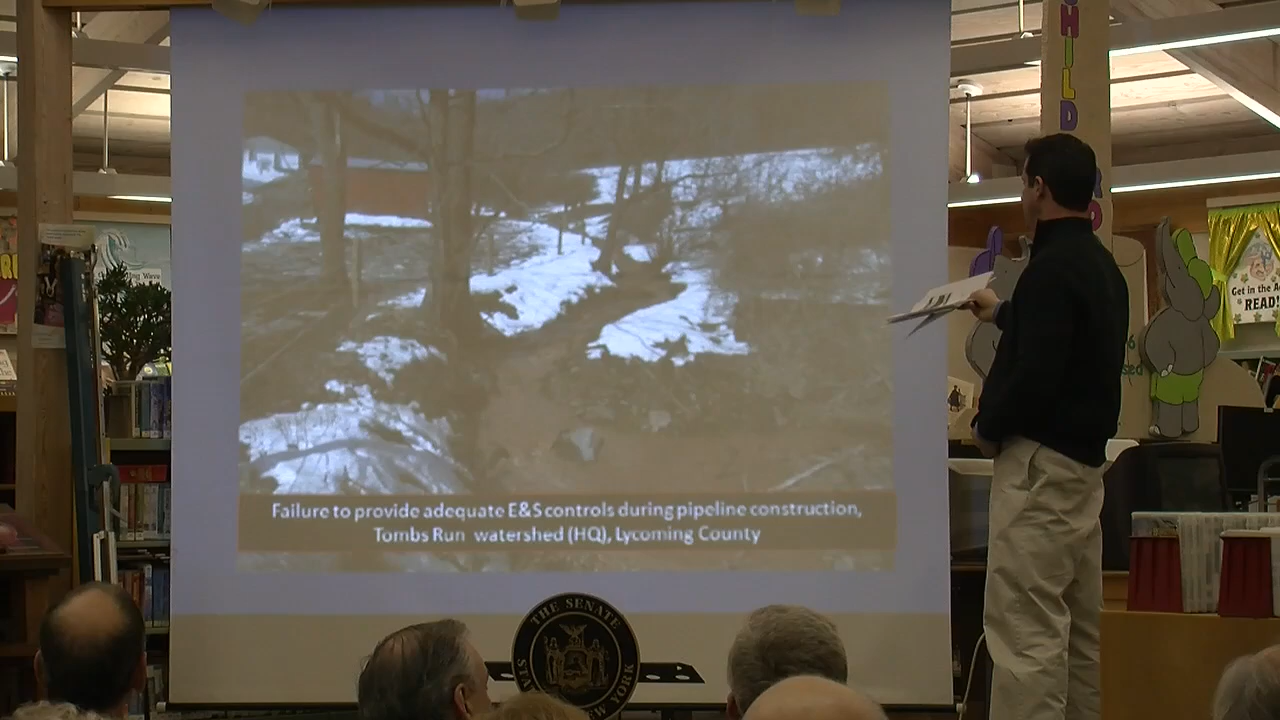 CHILD
Failure to provide adequate E&S controls during pipeline construction,
Tombs Run watershed (HQ), Lycoming County
THE SENATE
NEW YORK
Get in the
READ!